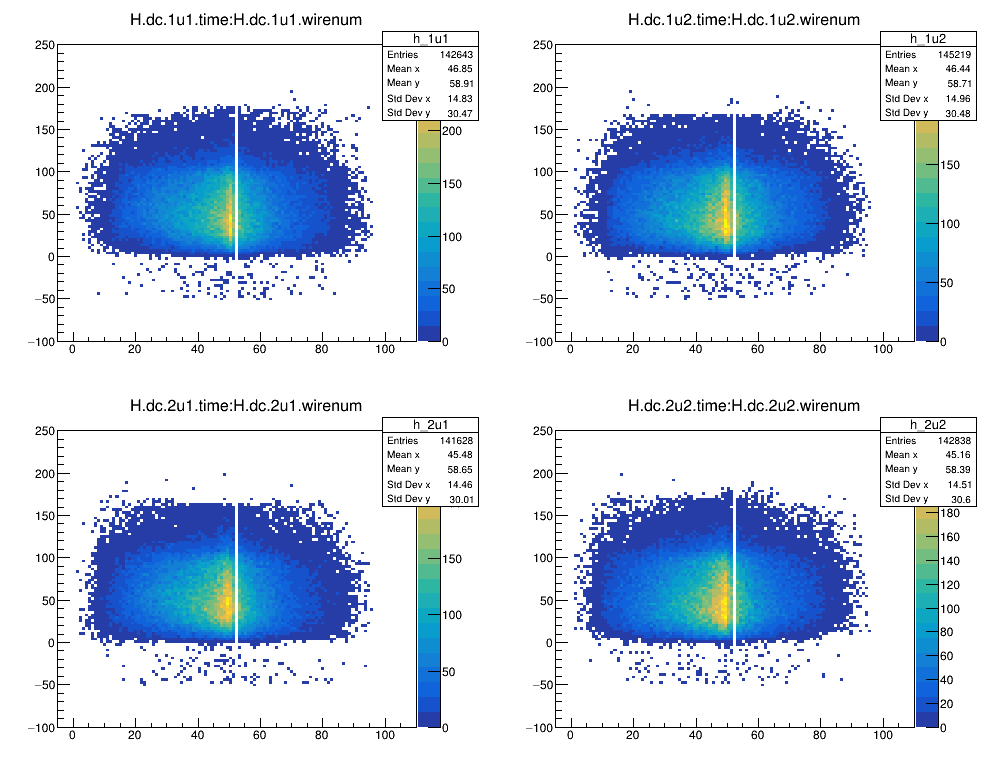 H.dc.1u1.time:H.dc.1u1.wirenum
h_1u1
Entries 142643
Mean x 46.85
Mean y 58.91
Std Dev x 14.83
Std Dev y 30.47
250
200
150
100
50
0
−50
−100
0 20 40 60 80 100
200
150
100
50
0
H.dc.1u2.time:H.dc.1u2.wirenum
h_1u2
Entries 145219
Mean x 46.44
Mean y 58.71
Std Dev x 14.96
Std Dev y 30.48
250
200
150
100
50
0
−50
−100
0 20 40 60 80 100
150
100
50
0
H.dc.2u1.time:H.dc.2u1.wirenum
h_2u1
Entries 141628
Mean x 45.48
Mean y 58.65
Std Dev x 14.46
Std Dev y 30.01
250
200
150
100
50
0
−50
−100
0 20 40 60 80 100
150
100
50
0
H.dc.2u2.time:H.dc.2u2.wirenum
h_2u2
Entries 142838
Mean x 45.16
Mean y 58.39
Std Dev x 14.51
Std Dev y 30.6
250
200
150
100
50
0
−50
−100
0 20 40 60 80 100
180
160
140
120
100
80
60
40
20
0